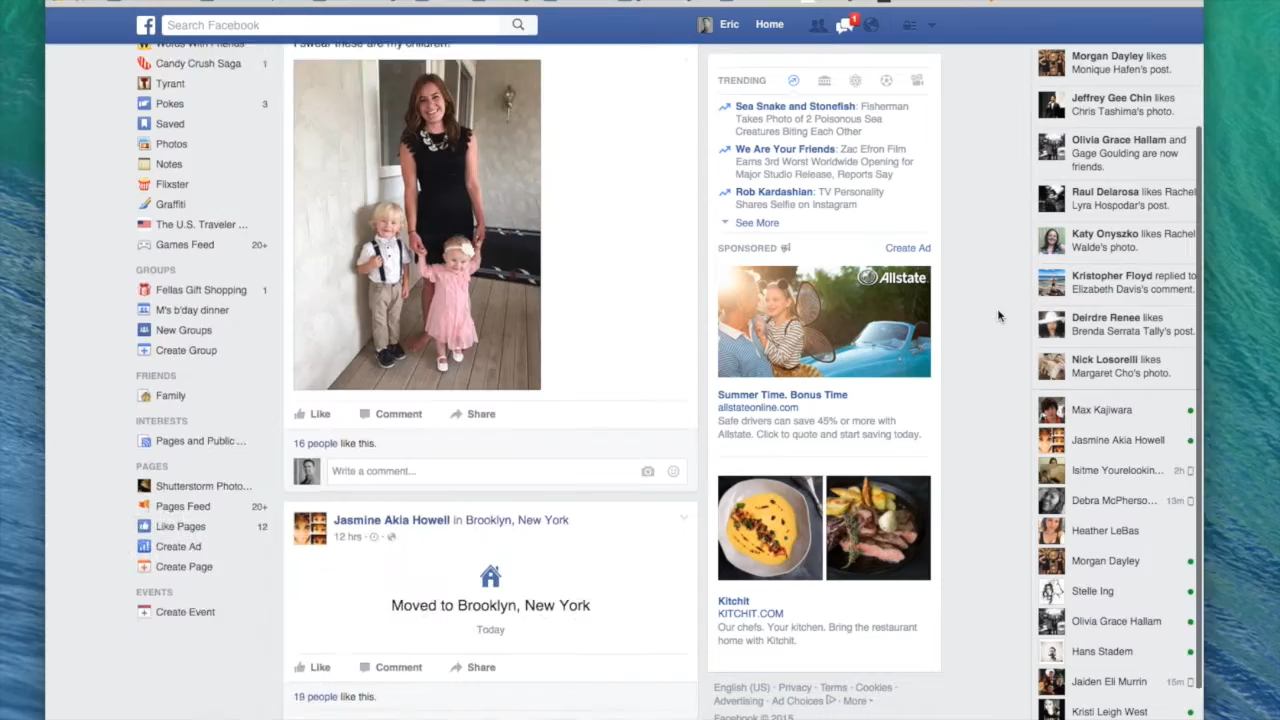 Search Facebook
Eric
Home
1
Words With Friends
Candy Crush Saga 1
Tyrant
Pokes 3
Saved
Photos
Notes
Flixster
Graffiti
The U.S. Traveler ...
Games Feed 20+
GROUPS
Fellas Gift Shopping 1
M's b'day dinner
New Groups
Create Group
FRIENDS
Family
INTERESTS
Pages and Public ...
PAGES
Shutterstorm Photo...
Pages Feed 20+
Like Pages 12
Create Ad
Create Page
EVENTS
Create Event
I swear these are my children!
Like Comment Share
16 people like this.
Write a comment...
Jasmine Akia Howell in Brooklyn, New York
12 hrs ·
Moved to Brooklyn, New York
Today
Like Comment Share
19 people like this.
TRENDING
Sea Snake and Stonefish: Fisherman
Takes Photo of 2 Poisonous Sea
Creatures Biting Each Other
We Are Your Friends: Zac Efron Film
Earns 3rd Worst Worldwide Opening for
Major Studio Release, Reports Say
Rob Kardashian: TV Personality
Shares Selfie on Instagram
See More
SPONSORED Create Ad
Allstate
Summer Time. Bonus Time
allstateonline.com
Safe drivers can save 45% or more with
Allstate. Click to quote and start saving today.
Kitchit
KITCHIT.COM
Our chefs. Your kitchen. Bring the restaurant
home with Kitchit.
English (US) · Privacy · Terms · Cookies ·
Advertising · Ad Choices · More
Facebook © 2015
Morgan Dayley likes
Monique Hafen's post.
Jeffrey Gee Chin likes
Chris Tashima's photo.
Olivia Grace Hallam and
Gage Goulding are now
friends.
Raul Delarosa likes Rachel
Lyra Hospodar's post.
Katy Onyszko likes Rachel
Walde's photo.
Kristopher Floyd replied to
Elizabeth Davis's comment.
Deirdre Renee likes
Brenda Serrata Tally's post.
Nick Losorelli likes
Margaret Cho's photo.
Max Kajiwara
Jasmine Akia Howell
Isitme Yourelookin... 2h
Debra McPherso... 13m
Heather LeBas
Morgan Dayley
Stelle Ing
Olivia Grace Hallam
Hans Stadem
Jaiden Eli Murrin 15m
Kristi Leigh West